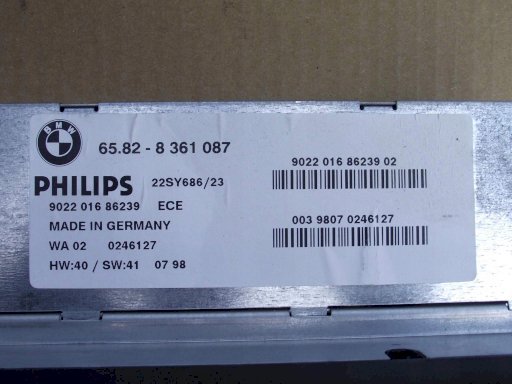 BMW
65.82 - 8 361 087
PHILIPS 22SY686/23
9022 016 86239 ECE
MADE IN GERMANY
WA 02 0246127
HW:40 / SW:41 07 98
9022 016 86239 02
003 9807 0246127